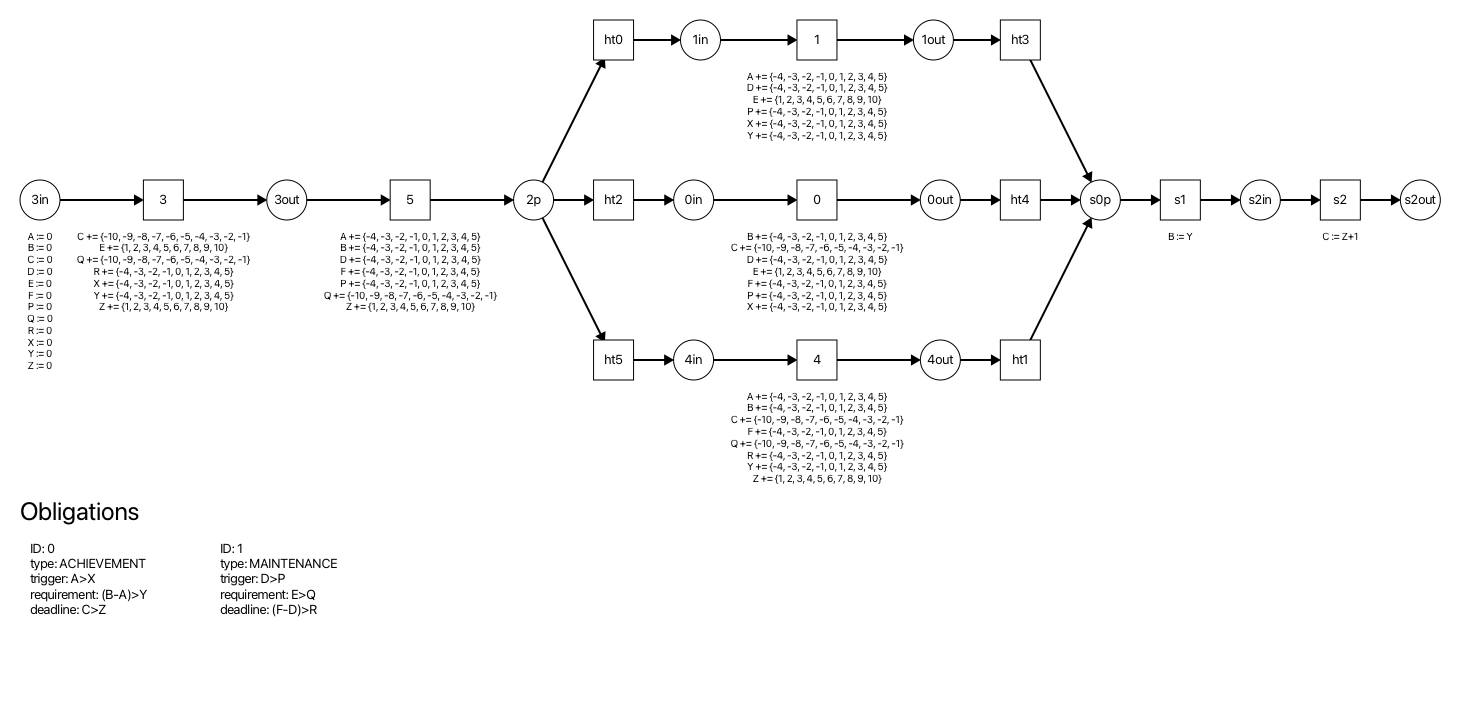 ht0
1in
1
1out
ht3
A += {-4, -3, -2, -1, 0, 1, 2, 3, 4, 5}
D += {-4, -3, -2, -1, 0, 1, 2, 3, 4, 5}
E += {1, 2, 3, 4, 5, 6, 7, 8, 9, 10}
P += {-4, -3, -2, -1, 0, 1, 2, 3, 4, 5}
X += {-4, -3, -2, -1, 0, 1, 2, 3, 4, 5}
Y += {-4, -3, -2, -1, 0, 1, 2, 3, 4, 5}
3in
3
3out
5
2p
ht2
0in
0
0out
ht4
s0p
s1
s2in
s2
s2out
A := 0
B := 0
C := 0
D := 0
E := 0
F := 0
P := 0
Q := 0
R := 0
X := 0
Y := 0
Z := 0
C += {-10, -9, -8, -7, -6, -5, -4, -3, -2, -1}
E += {1, 2, 3, 4, 5, 6, 7, 8, 9, 10}
Q += {-10, -9, -8, -7, -6, -5, -4, -3, -2, -1}
R += {-4, -3, -2, -1, 0, 1, 2, 3, 4, 5}
X += {-4, -3, -2, -1, 0, 1, 2, 3, 4, 5}
Y += {-4, -3, -2, -1, 0, 1, 2, 3, 4, 5}
Z += {1, 2, 3, 4, 5, 6, 7, 8, 9, 10}
A += {-4, -3, -2, -1, 0, 1, 2, 3, 4, 5}
B += {-4, -3, -2, -1, 0, 1, 2, 3, 4, 5}
D += {-4, -3, -2, -1, 0, 1, 2, 3, 4, 5}
F += {-4, -3, -2, -1, 0, 1, 2, 3, 4, 5}
P += {-4, -3, -2, -1, 0, 1, 2, 3, 4, 5}
Q += {-10, -9, -8, -7, -6, -5, -4, -3, -2, -1}
Z += {1, 2, 3, 4, 5, 6, 7, 8, 9, 10}
B += {-4, -3, -2, -1, 0, 1, 2, 3, 4, 5}
C += {-10, -9, -8, -7, -6, -5, -4, -3, -2, -1}
D += {-4, -3, -2, -1, 0, 1, 2, 3, 4, 5}
E += {1, 2, 3, 4, 5, 6, 7, 8, 9, 10}
F += {-4, -3, -2, -1, 0, 1, 2, 3, 4, 5}
P += {-4, -3, -2, -1, 0, 1, 2, 3, 4, 5}
X += {-4, -3, -2, -1, 0, 1, 2, 3, 4, 5}
B := Y
C := Z+1
ht5
4in
4
4out
ht1
A += {-4, -3, -2, -1, 0, 1, 2, 3, 4, 5}
B += {-4, -3, -2, -1, 0, 1, 2, 3, 4, 5}
C += {-10, -9, -8, -7, -6, -5, -4, -3, -2, -1}
F += {-4, -3, -2, -1, 0, 1, 2, 3, 4, 5}
Q += {-10, -9, -8, -7, -6, -5, -4, -3, -2, -1}
R += {-4, -3, -2, -1, 0, 1, 2, 3, 4, 5}
Y += {-4, -3, -2, -1, 0, 1, 2, 3, 4, 5}
Z += {1, 2, 3, 4, 5, 6, 7, 8, 9, 10}
Obligations
ID: 0
type: ACHIEVEMENT
trigger: A>X
requirement: (B-A)>Y
deadline: C>Z
ID: 1
type: MAINTENANCE
trigger: D>P
requirement: E>Q
deadline: (F-D)>R